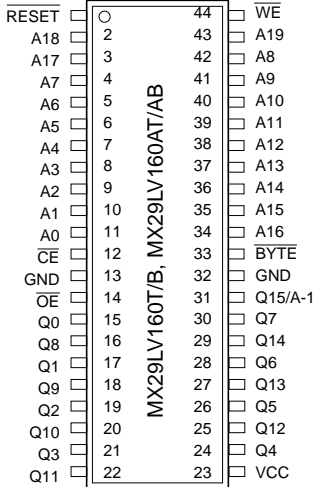 RESET 44 WE
A18 2 43 A19
A17 3 42 A8
A7 4 41 A9
A6 5 40 A10
A5 6 39 A11
A4 7 38 A12
A3 8 37 A13
A2 9 36 A14
A1 10 35 A15
A0 11 34 A16
CE 12 33 BYTE
GND 13 32 GND
OE 14 31 Q15/A-1
Q0 15 30 Q7
Q8 16 29 Q14
Q1 17 28 Q6
Q9 18 27 Q13
Q2 19 26 Q5
Q10 20 25 Q12
Q3 21 24 Q4
Q11 22 23 VCC
MX29LV160T/B, MX29LV160AT/AB